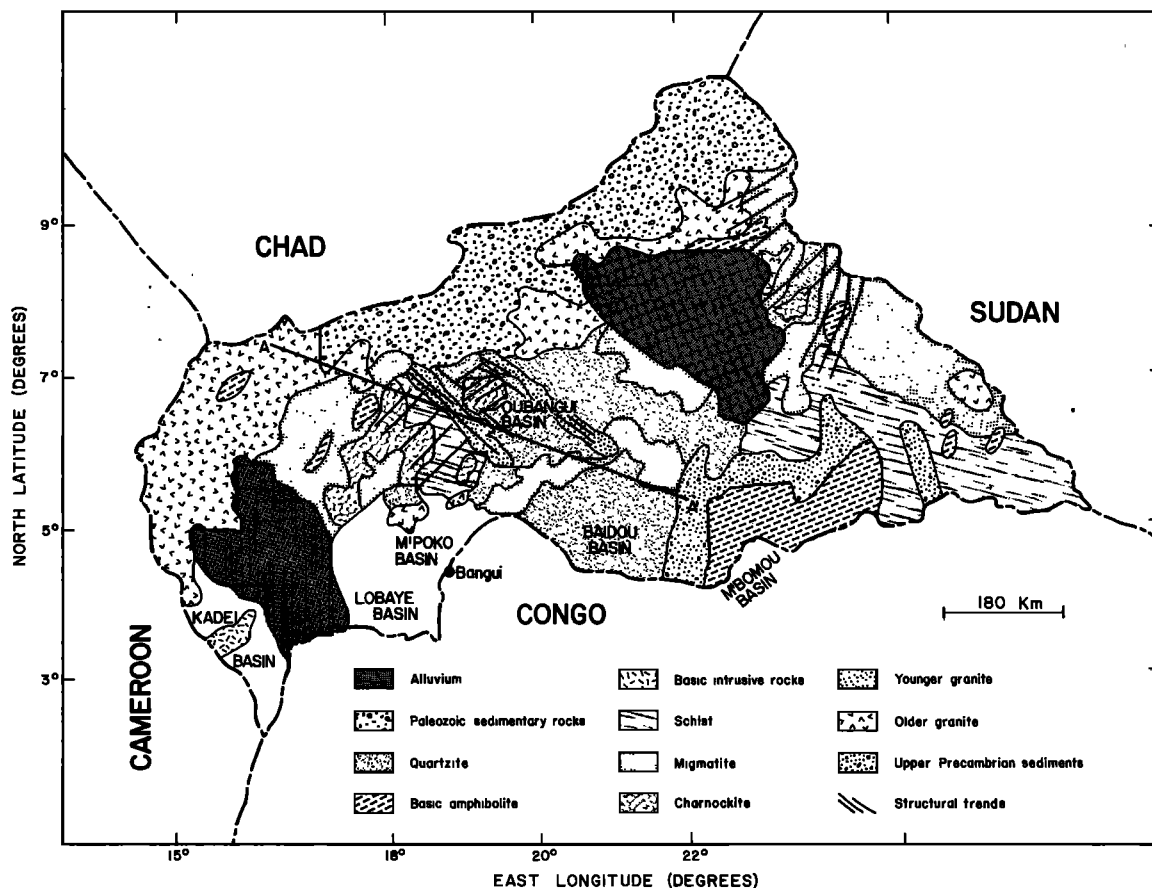 CHAD
SUDAN
CAMEROON
CONGO
NORTH LATITUDE (DEGREES)
9°
7°
5°
3°
A
A'
OUBANGUI
BASIN
BAIDOU
BASIN
M'POKO
BASIN
Bangui
LOBAYE
BASIN
KADEI
BASIN
M'BOMOU
BASIN
180 Km
Alluvium
Paleozoic sedimentary rocks
Quartzite
Basic amphibolite
Basic intrusive rocks
Schist
Migmatite
Charnockite
Younger granite
Older granite
Upper Precambrian sediments
Structural trends
15°
18°
20°
22°
EAST LONGITUDE (DEGREES)